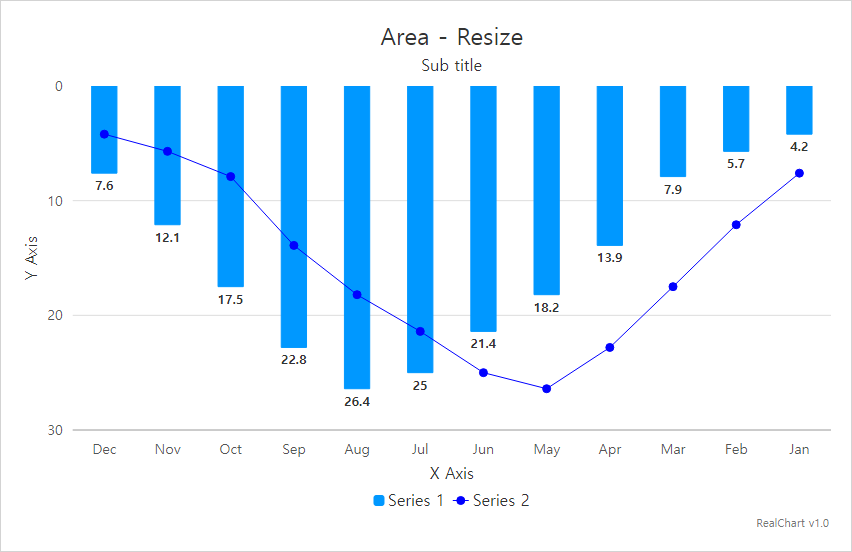 Area - Resize
Sub title
0
10
20
30
Y Axis
7.6
12.1
17.5
22.8
26.4
25
21.4
18.2
13.9
7.9
5.7
4.2
Dec Nov Oct Sep Aug Jul Jun May Apr Mar Feb Jan
X Axis
Series 1 Series 2
RealChart v1.0